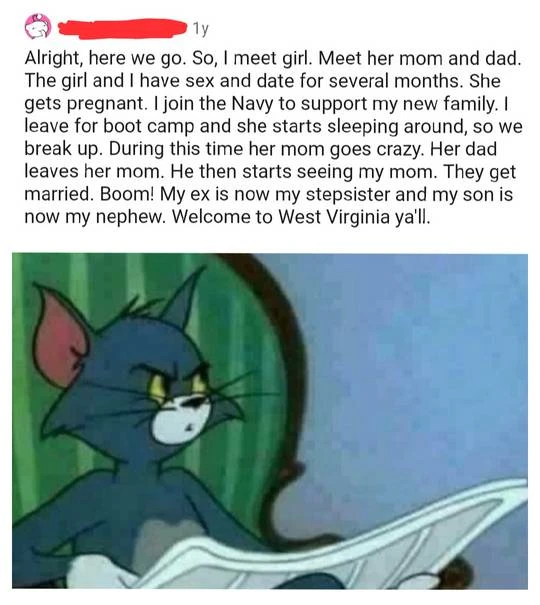 1y
Alright, here we go. So, I meet girl. Meet her mom and dad.
The girl and I have sex and date for several months. She
gets pregnant. I join the Navy to support my new family. I
leave for boot camp and she starts sleeping around, so we
break up. During this time her mom goes crazy. Her dad
leaves her mom. He then starts seeing my mom. They get
married. Boom! My ex is now my stepsister and my son is
now my nephew. Welcome to West Virginia ya'll.